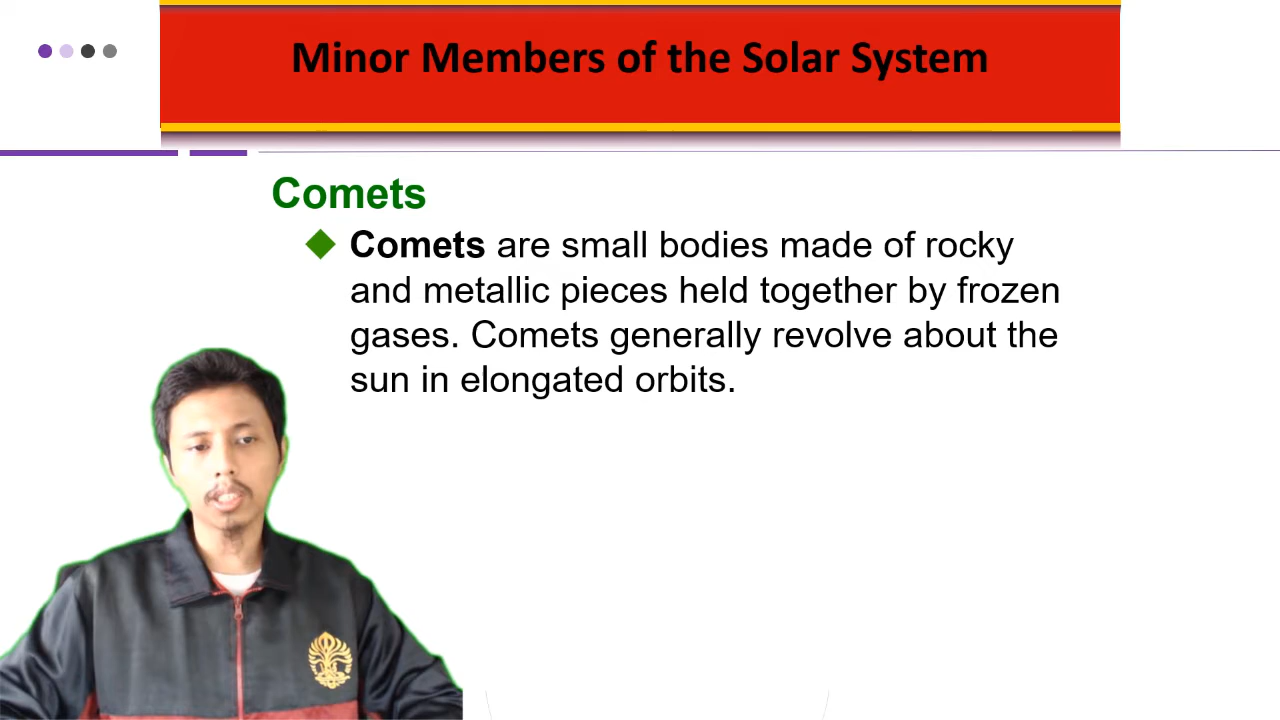 Minor Members of the Solar System
Comets
Comets are small bodies made of rocky
and metallic pieces held together by frozen
gases. Comets generally revolve about the
sun in elongated orbits.